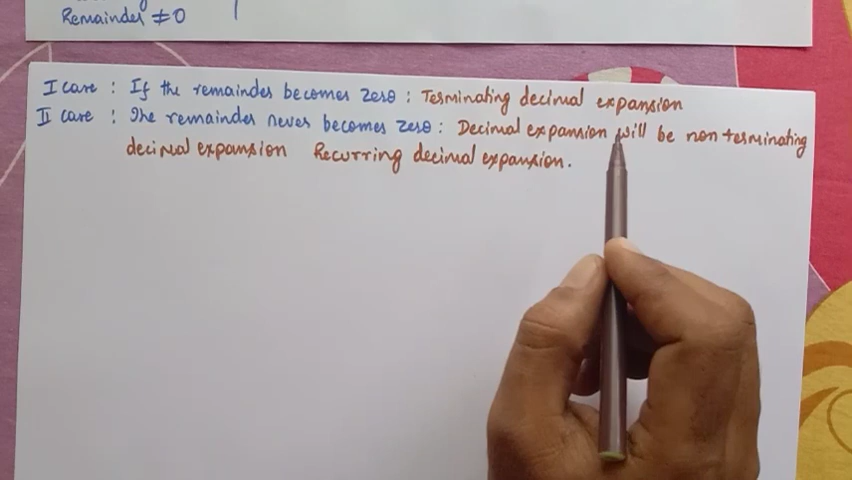 Remainder ≠0
I case : If the remainder becomes zero : Terminating decimal expansion
II case : The remainder never becomes zero : Decimal expansion will be non terminating
decimal expansion Recurring decimal expansion.